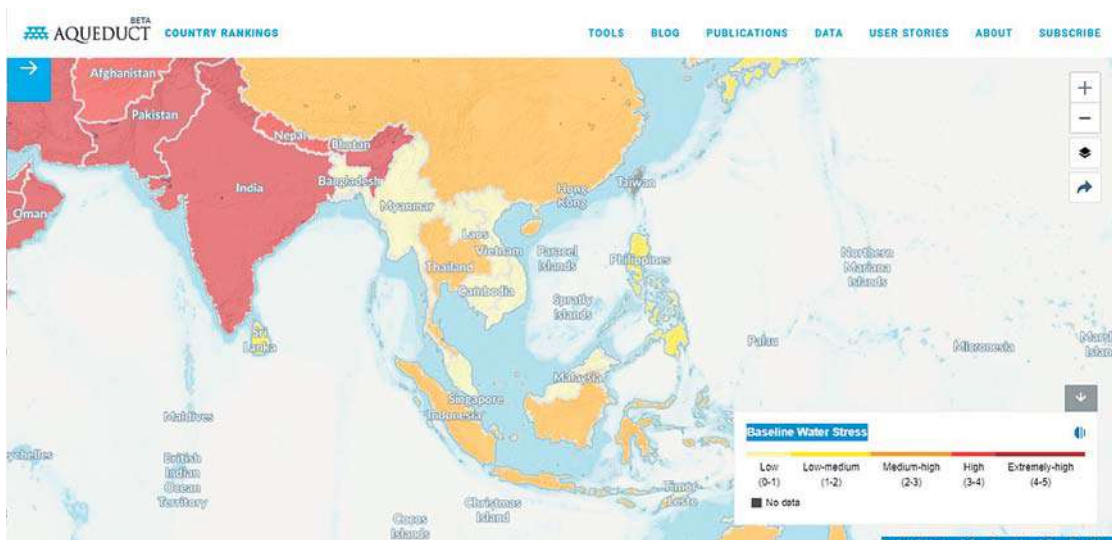 BETA
AQUEDUCT COUNTRY RANKINGS TOOLS BLOG PUBLICATIONS DATA USER STORIES ABOUT SUBSCRIBE
Afghanistan
Pakistan
Nepal
Bhutan
India
Bangladesh
Oman
Myanmar
Hong
Kong
Taiwan
Laos
Vietnam
Paracel
Islands
Philippines
Thailand
Cambodia
Spratly
Islands
Northern
Mariana
Islands
Sri
Lanka
Palau
Micronesia
Marsh
Islan
Malaysia
Singapore
Indonesia
Maldives
British
Indian
Ocean
Territory
Christmas
Island
Cocos
Islands
Timor-
Leste
Baseline Water Stress
Low Low-medium Medium-high High Extremely-high
(0-1) (1-2) (2-3) (3-4) (4-5)
No data